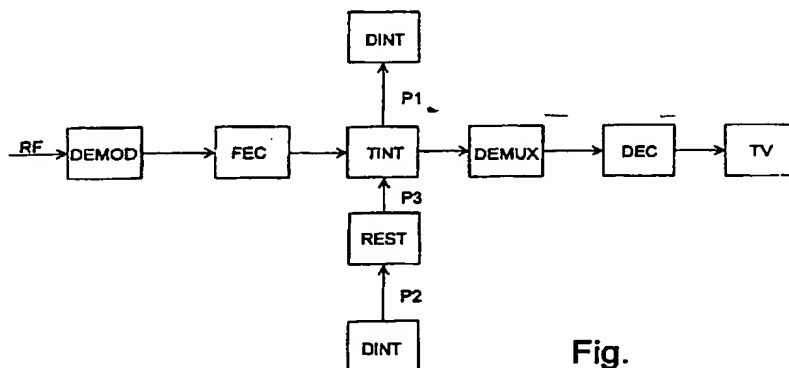 DINT
P1
RF
DEMOD
FEC
TINT
DEMUX
DEC
TV
P3
REST
P2
DINT
Fig.